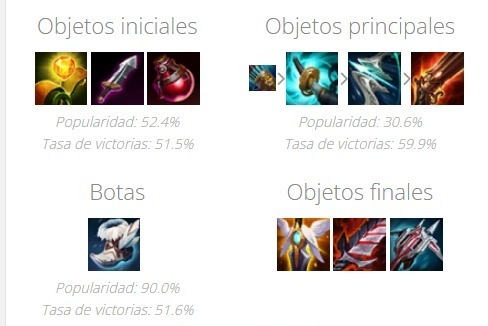 Objetos iniciales
Popularidad: 52.4%
Tasa de victorias: 51.5%
Objetos principales
Popularidad: 30.6%
Tasa de victorias: 59.9%
Botas
Popularidad: 90.0%
Tasa de victorias: 51.6%
Objetos finales